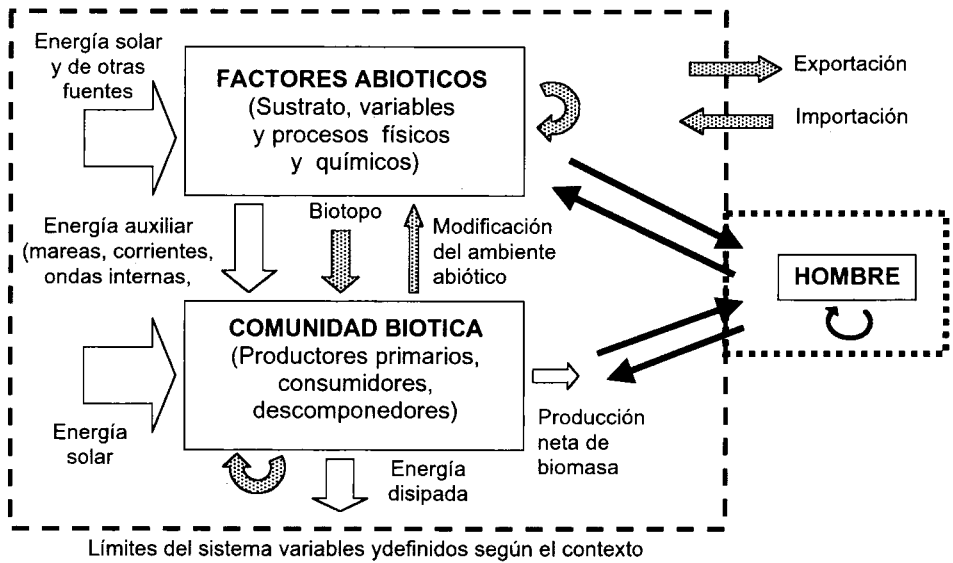 Energía solar
y de otras
fuentes
FACTORES ABIOTICOS
(Sustrato, variables
y procesos físicos
y químicos)
Exportación
Importación
Energía auxiliar
(mareas, corrientes,
ondas internas,
Biotopo
Modificación
del ambiente
abiótico
HOMBRE
COMUNIDAD BIOTICA
(Productores primarios,
consumidores,
descomponedores)
Energía
solar
Energía
disipada
Producción
neta de
biomasa
Límites del sistema variables ydefinidos según el contexto